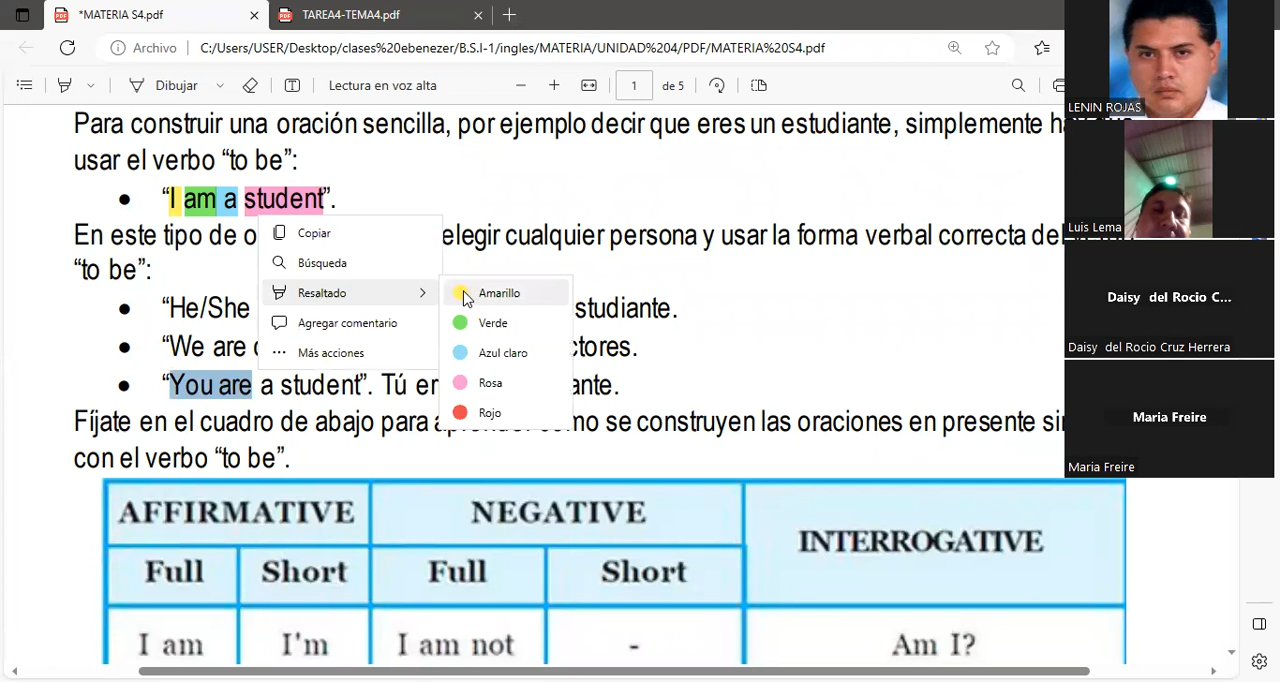 *MATERIA S4.pdf
TAREA4-TEMA4.pdf
Archivo
C:/Users/USER/Desktop/clases%20ebenezer/B.S.I-1/ingles/MATERIA/UNIDAD%204/PDF/MATERIA%20S4.pdf
Dibujar
Lectura en voz alta
1
de 5
Para construir una oración sencilla, por ejemplo decir que eres un estudiante, simplemente
usar el verbo “to be”:
• “I am a student”.
En este tipo de elegir cualquier persona y usar la forma verbal correcta del
“to be”:
• “He/She studiante.
• “We are
• “You are a student”. Tú
Fíjate en el cuadro de abajo para se construyen las oraciones en presente
con el verbo “to be”.
Copiar
Búsqueda
Resaltado
Agregar comentario
Más acciones
Amarillo
Verde
Azul claro
Rosa
Rojo
AFFIRMATIVE NEGATIVE INTERROGATIVE
Full Short Full Short
I am I'm I am not - Am I?
LENIN ROJAS
Luis Lema
Daisy del Rocio C...
Daisy del Rocio Cruz Herrera
Maria Freire
Maria Freire